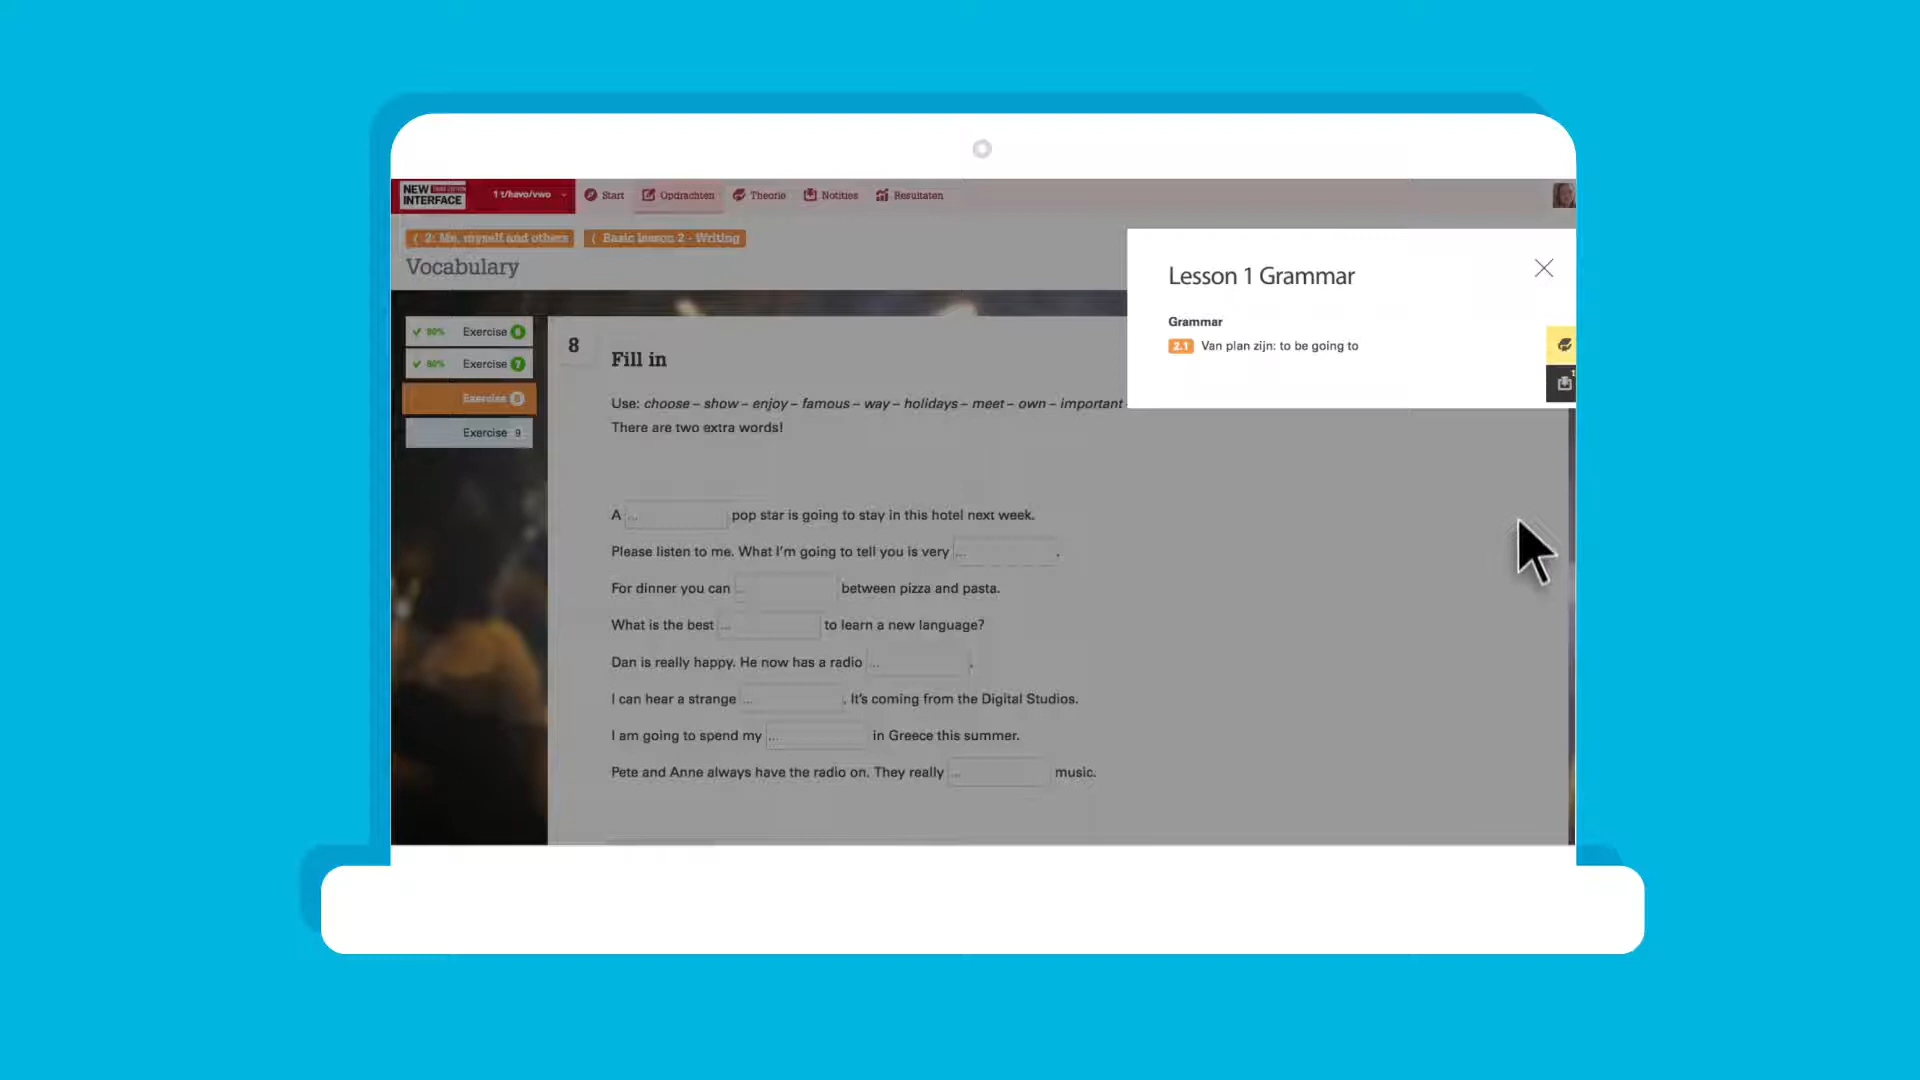 NEW
INTERFACE
1 t/havo/vwo
Start
Opdrachten
Theorie
Notities
Resultaten
2: Me, myself and others
Basic lesson 2 - Writing
Vocabulary
Lesson 1 Grammar
Grammar
2.1 Van plan zijn: to be going to
80% Exercise 6
80% Exercise 7
Exercise 8
Exercise 9
8
Fill in
Use: choose – show – enjoy – famous – way – holidays – meet – own – important -
There are two extra words!
A ... pop star is going to stay in this hotel next week.
Please listen to me. What I'm going to tell you is very ... .
For dinner you can ... between pizza and pasta.
What is the best ... to learn a new language?
Dan is really happy. He now has a radio ... .
I can hear a strange ... . It's coming from the Digital Studios.
I am going to spend my ... in Greece this summer.
Pete and Anne always have the radio on. They really ... music.